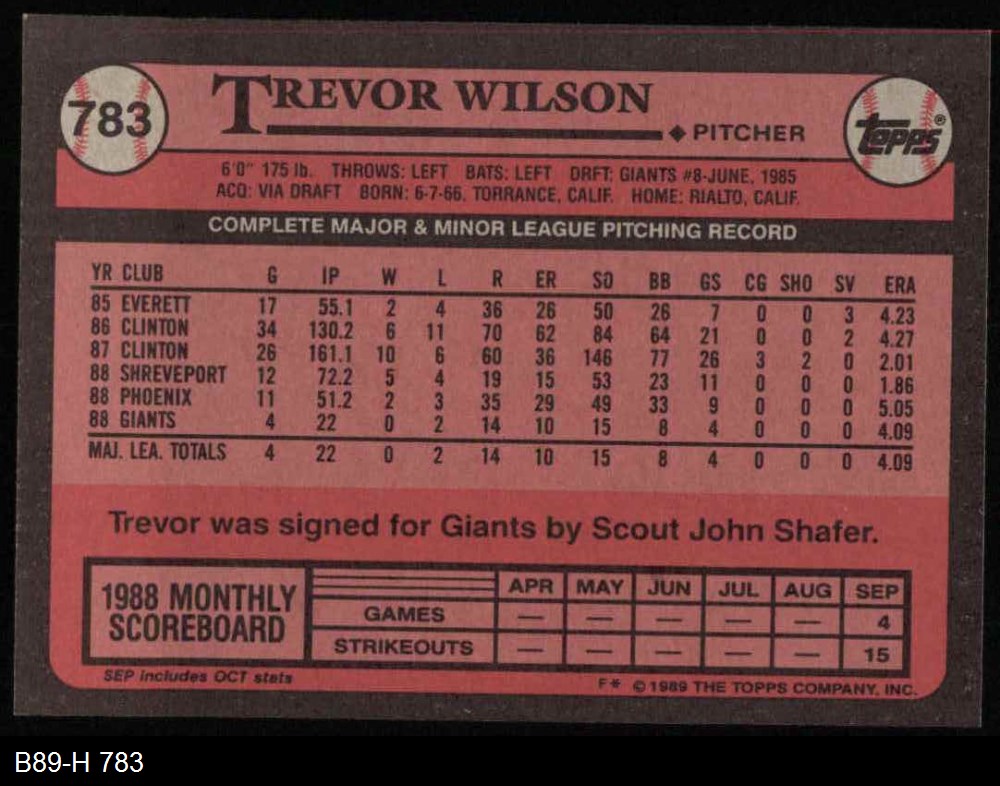 783
TREVOR WILSON
◆ PITCHER
Topps®
6'0" 175 lb. THROWS: LEFT BATS: LEFT DRFT: GIANTS #8-JUNE, 1985
ACQ: VIA DRAFT BORN: 6-7-66, TORRANCE, CALIF. HOME: RIALTO, CALIF.
COMPLETE MAJOR & MINOR LEAGUE PITCHING RECORD
YR CLUB G IP W L R ER SO BB GS CG SHO SV ERA
85 EVERETT 17 55.1 2 4 36 26 50 26 7 0 0 3 4.23
86 CLINTON 34 130.2 6 11 70 62 84 64 21 0 0 2 4.27
87 CLINTON 26 161.1 10 6 60 36 146 77 26 3 2 0 2.01
88 SHREVEPORT 12 72.2 5 4 19 15 53 23 11 0 0 0 1.86
88 PHOENIX 11 51.2 2 3 35 29 49 33 9 0 0 0 5.05
88 GIANTS 4 22 0 2 14 10 15 8 4 0 0 0 4.09
MAJ. LEA. TOTALS 4 22 0 2 14 10 15 8 4 0 0 0 4.09
Trevor was signed for Giants by Scout John Shafer.
1988 MONTHLY SCOREBOARD
APR MAY JUN JUL AUG SEP
GAMES — — — — — 4
STRIKEOUTS — — — — — 15
SEP includes OCT stats
F* © 1989 THE TOPPS COMPANY, INC.
B89-H 783